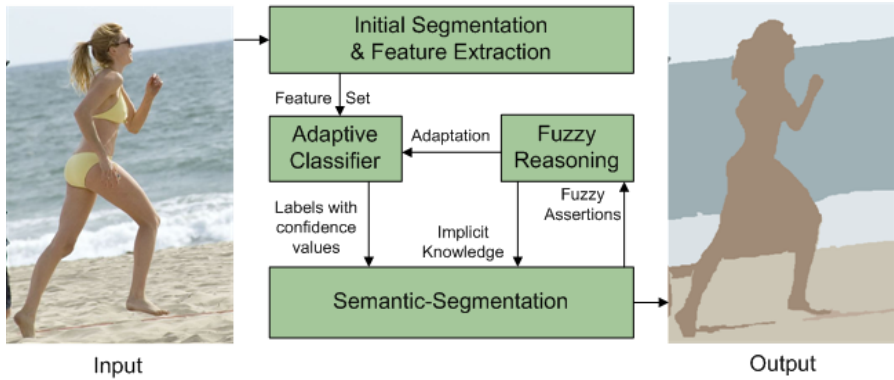 Initial Segmentation
& Feature Extraction
Feature Set
Adaptive
Classifier
Adaptation
Fuzzy
Reasoning
Labels with
confidence
values
Implicit
Knowledge
Fuzzy
Assertions
Semantic-Segmentation
Input
Output